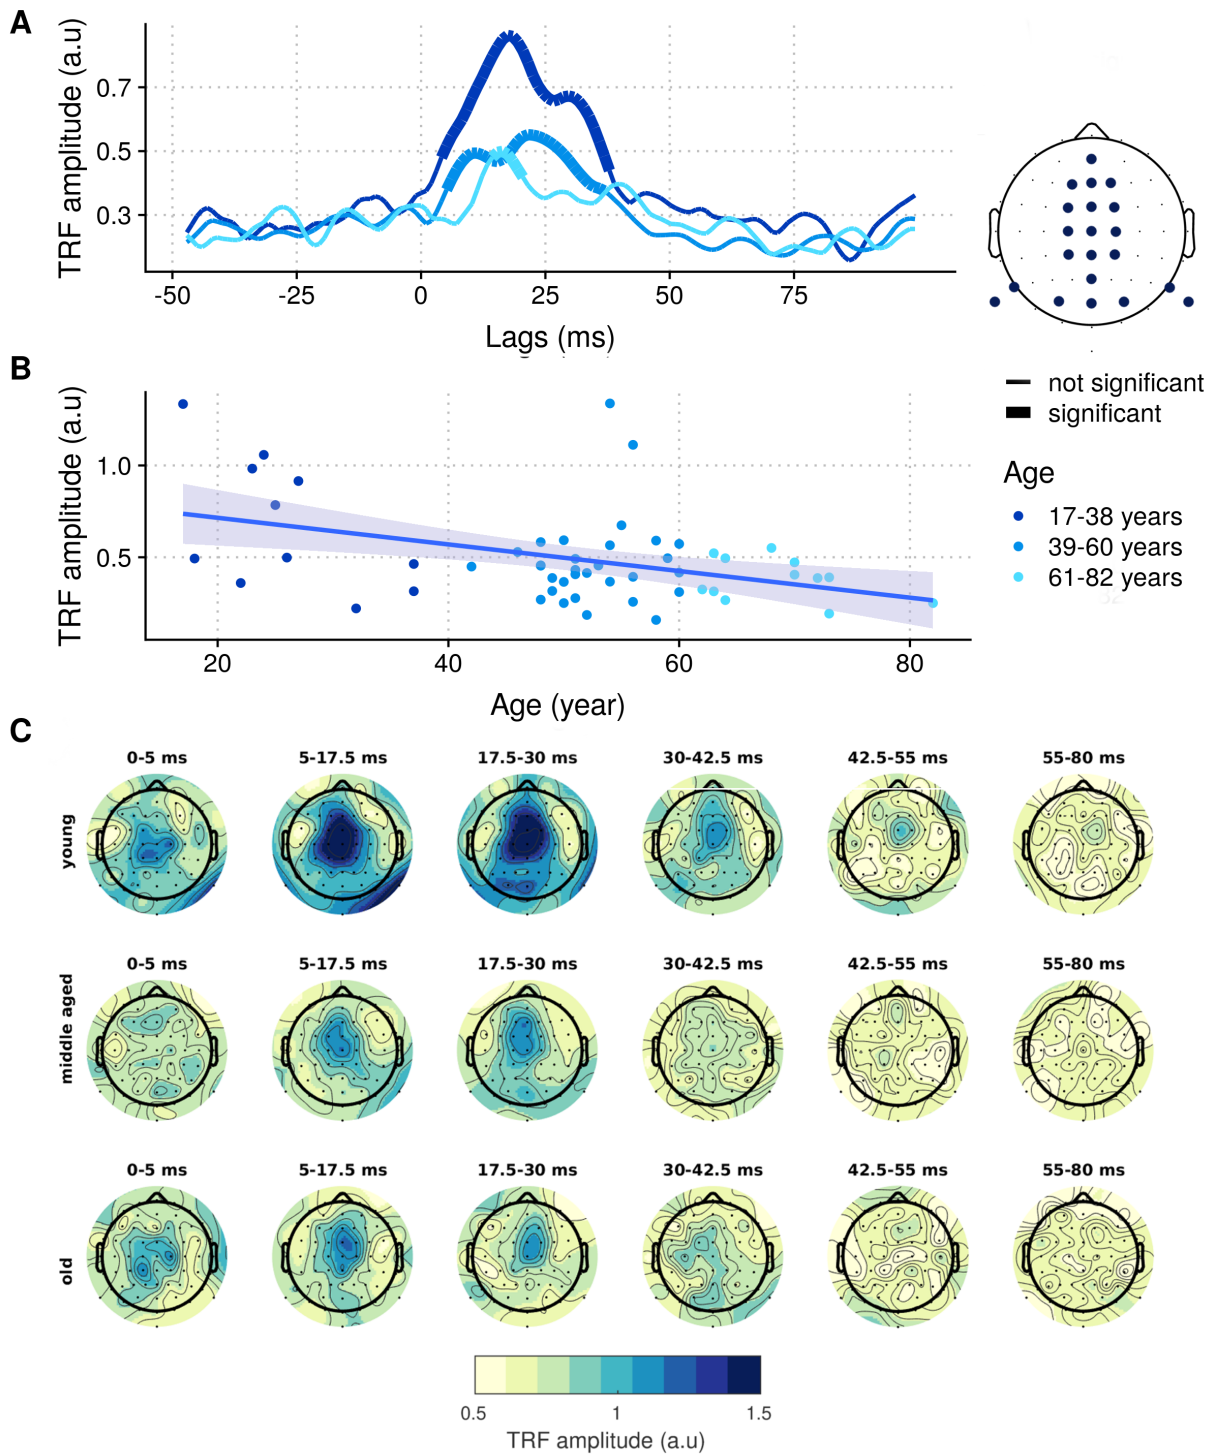 A
TRF amplitude (a.u)
0.7
0.5
0.3
-50 -25 0 25 50 75
Lags (ms)
not significant
significant
Age
17-38 years
39-60 years
61-82 years
B
TRF amplitude (a.u)
1.0
0.5
20 40 60 80
Age (year)
C
0-5 ms 5-17.5 ms 17.5-30 ms 30-42.5 ms 42.5-55 ms 55-80 ms
young
0-5 ms 5-17.5 ms 17.5-30 ms 30-42.5 ms 42.5-55 ms 55-80 ms
middle aged
0-5 ms 5-17.5 ms 17.5-30 ms 30-42.5 ms 42.5-55 ms 55-80 ms
old
0.5 1 1.5
TRF amplitude (a.u)